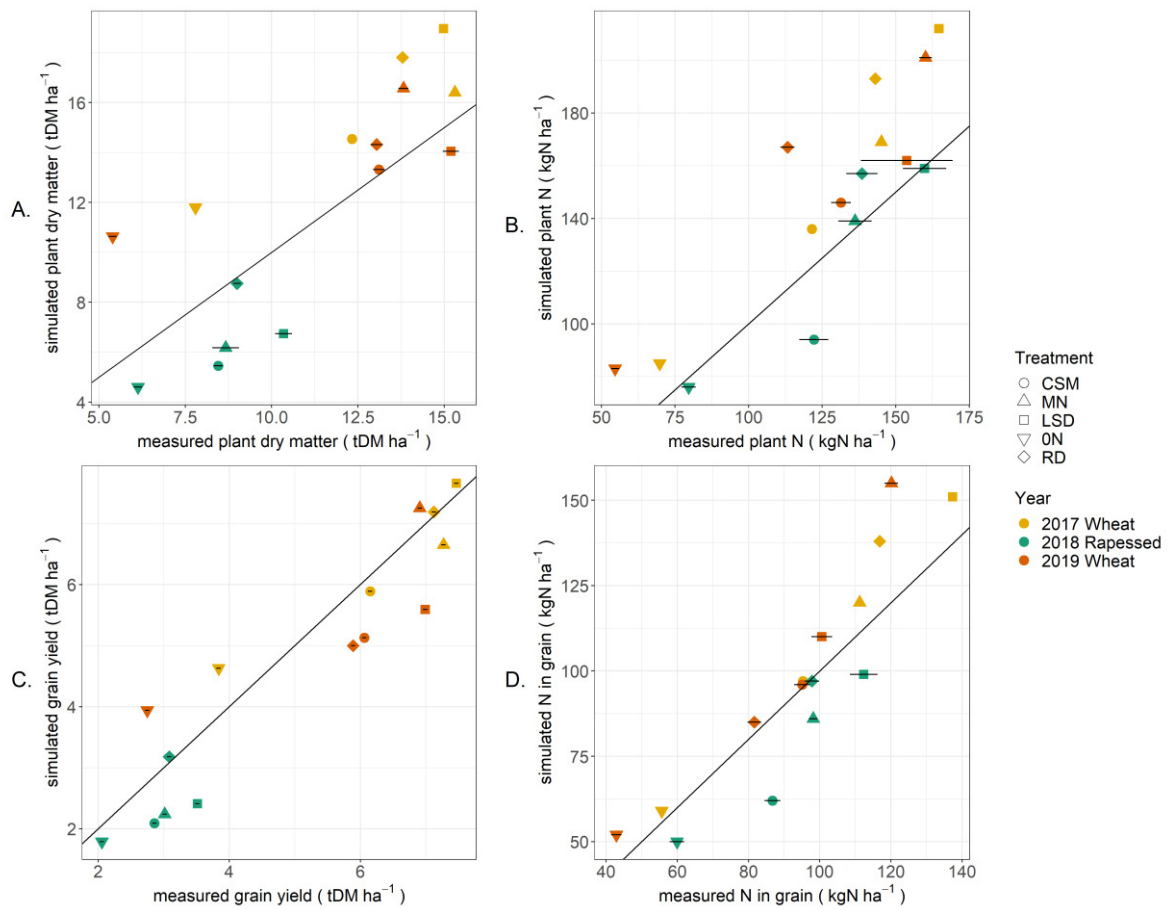 A.
simulated plant dry matter ( tDM ha⁻¹)
16
12
8
4
5.0 7.5 10.0 12.5 15.0
measured plant dry matter ( tDM ha⁻¹)
B.
simulated plant N ( kgN ha⁻¹)
180
140
100
50 75 100 125 150 175
measured plant N ( kgN ha⁻¹)
C.
simulated grain yield ( tDM ha⁻¹)
6
4
2
2 4 6
measured grain yield ( tDM ha⁻¹)
D.
simulated N in grain ( kgN ha⁻¹)
150
125
100
75
50
40 60 80 100 120 140
measured N in grain ( kgN ha⁻¹)
Treatment
CSM
MN
LSD
0N
RD
Year
2017 Wheat
2018 Rapessed
2019 Wheat